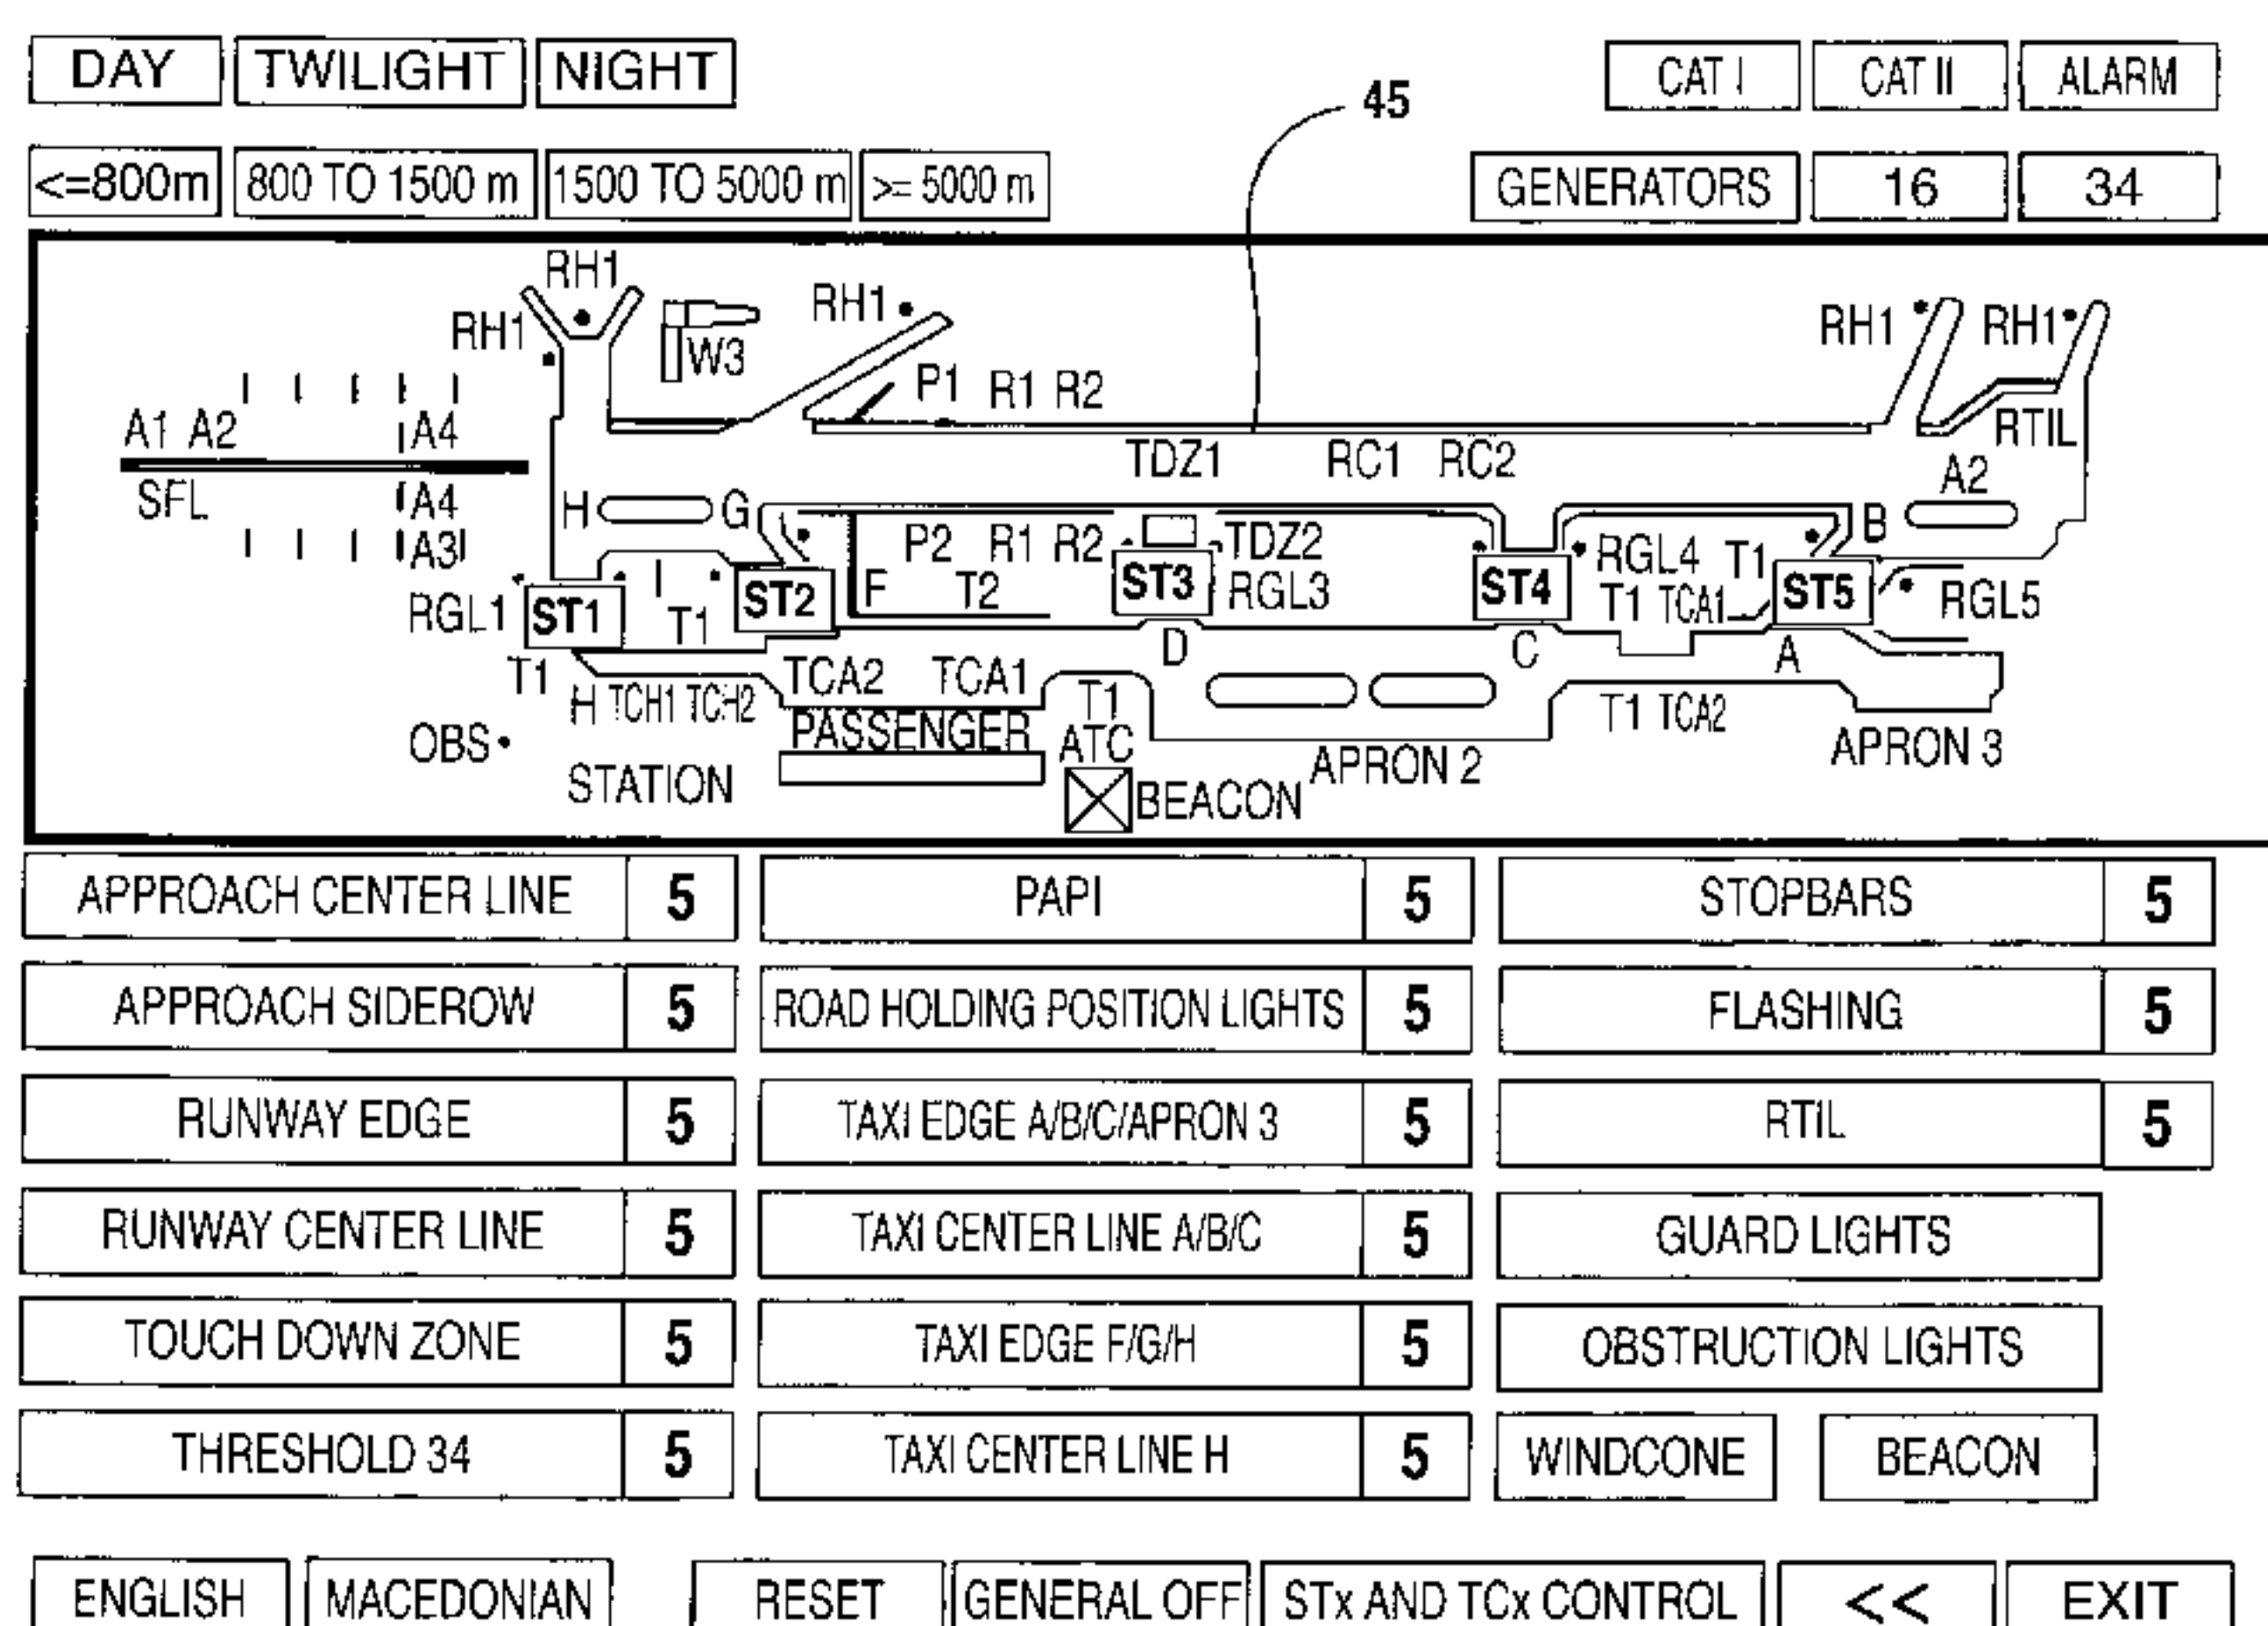 DAY TWILIGHT NIGHT CAT I CAT II ALARM
45
<=800m 800 TO 1500 m 1500 TO 5000 m >= 5000 m GENERATORS 16 34
RH1
RH1 RH1 RH1 RH1
W3
P1 R1 R2
A1 A2 A4 RTIL
TDZ1 RC1 RC2
A2
SFL A4 H G B
A3 P2 R1 R2 TDZ2 RGL4 T1
RGL1 ST1 I T1 ST2 F T2 ST3 RGL3 ST4 T1 TCA1 ST5 RGL5
T1 D C A
H TCH1 TCH2 TCA2 TCA1 T1 T1 TCA2
OBS PASSENGER ATC APRON 2 APRON 3
STATION BEACON
APPROACH CENTER LINE 5 PAPI 5 STOPBARS 5
APPROACH SIDEROW 5 ROAD HOLDING POSITION LIGHTS 5 FLASHING 5
RUNWAY EDGE 5 TAXI EDGE A/B/C/APRON 3 5 RTIL 5
RUNWAY CENTER LINE 5 TAXI CENTER LINE A/B/C 5 GUARD LIGHTS
TOUCH DOWN ZONE 5 TAXI EDGE F/G/H 5 OBSTRUCTION LIGHTS
THRESHOLD 34 5 TAXI CENTER LINE H 5 WINDCONE BEACON
ENGLISH MACEDONIAN RESET GENERAL OFF STx AND TCx CONTROL << EXIT